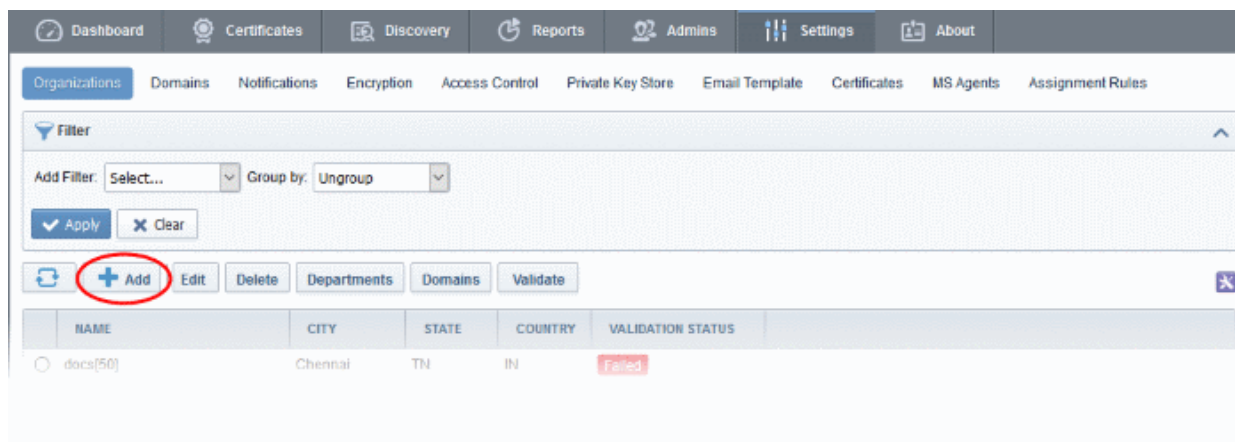 Dashboard Certificates Discovery Reports Admins Settings About
Organizations Domains Notifications Encryption Access Control Private Key Store Email Template Certificates MS Agents Assignment Rules
Filter
Add Filter: Select... Group by: Ungroup
Apply Clear
Add Edit Delete Departments Domains Validate
NAME CITY STATE COUNTRY VALIDATION STATUS
docs[50] Chennai TN IN Failed